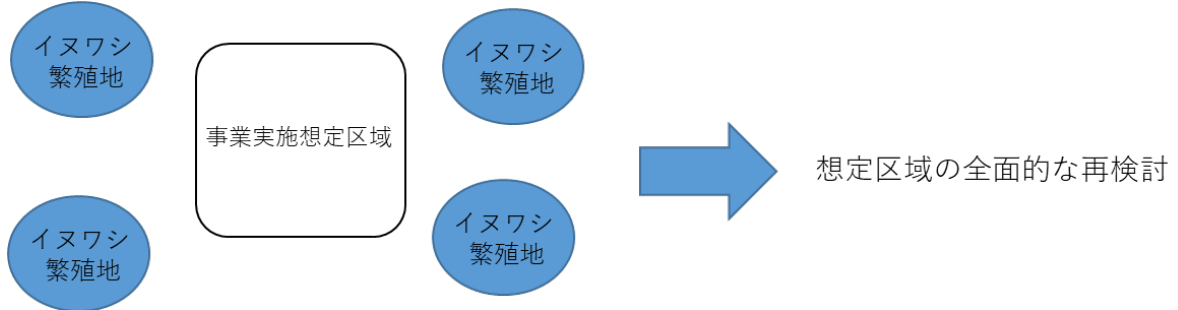 イヌワシ
繁殖地
イヌワシ
繁殖地
事業実施想定区域
想定区域の全面的な再検討
イヌワシ
繁殖地
イヌワシ
繁殖地